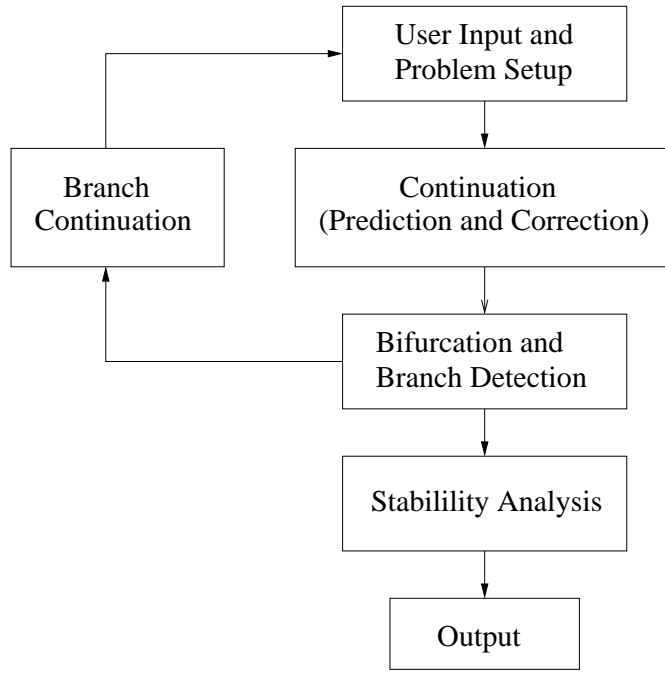 User Input and
Problem Setup
Branch
Continuation
Continuation
(Prediction and Correction)
Bifurcation and
Branch Detection
Stabilility Analysis
Output